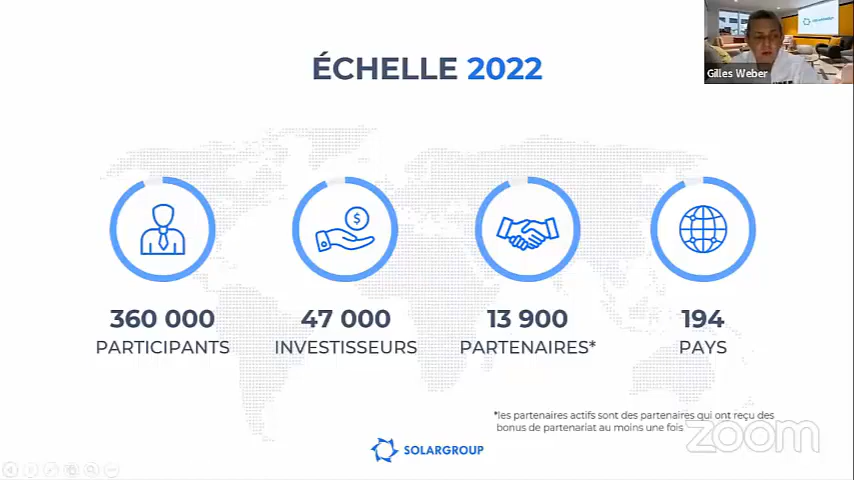 ÉCHELLE 2022
Gilles Weber
$
360 000
PARTICIPANTS
47 000
INVESTISSEURS
13 900
PARTENAIRES*
194
PAYS
*les partenaires actifs sont des partenaires qui ont reçu des
bonus de partenariat au moins une fois
zoom
SOLARGROUP